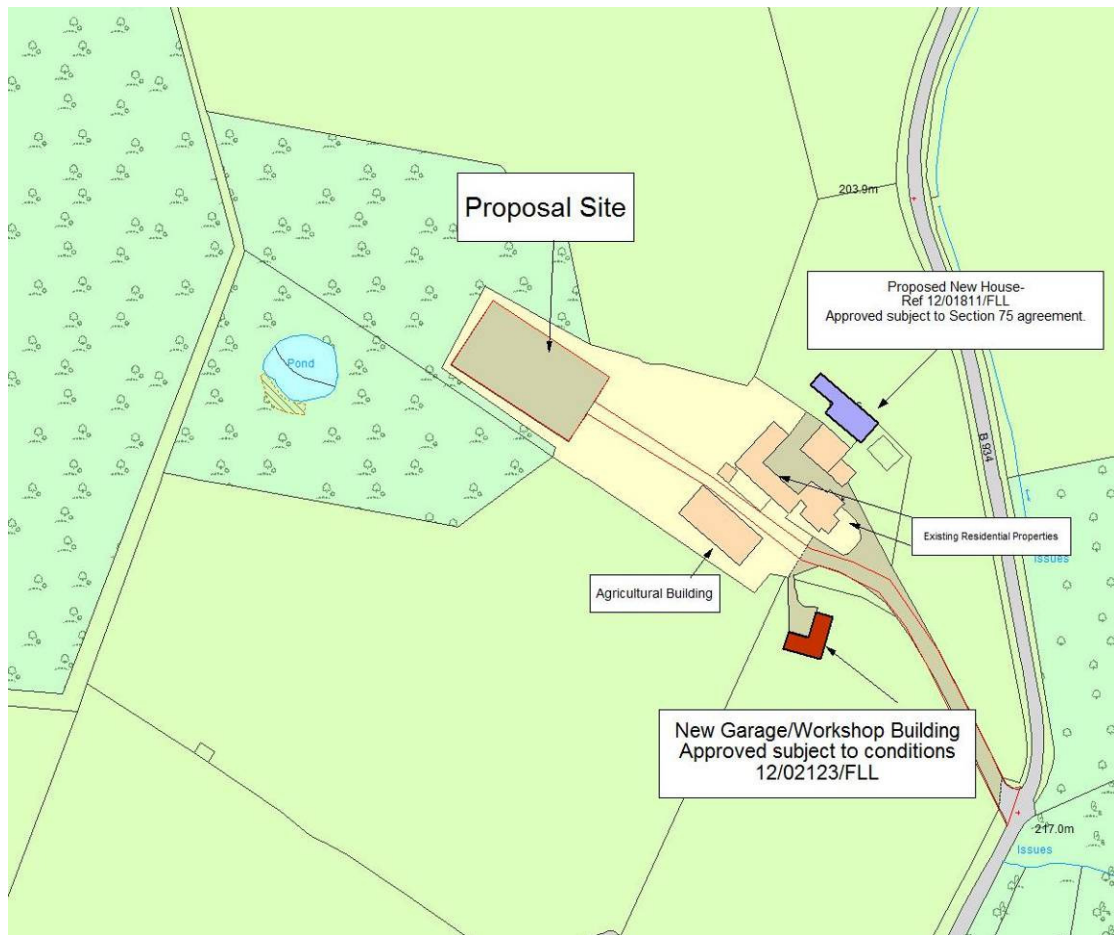 Proposal Site
203.9m
Proposed New House-
Ref 12/01811/FLL
Approved subject to Section 75 agreement.
Pond
B 934
Existing Residential Properties
Issues
Agricultural Building
New Garage/Workshop Building
Approved subject to conditions
12/02123/FLL
217.0m
Issues